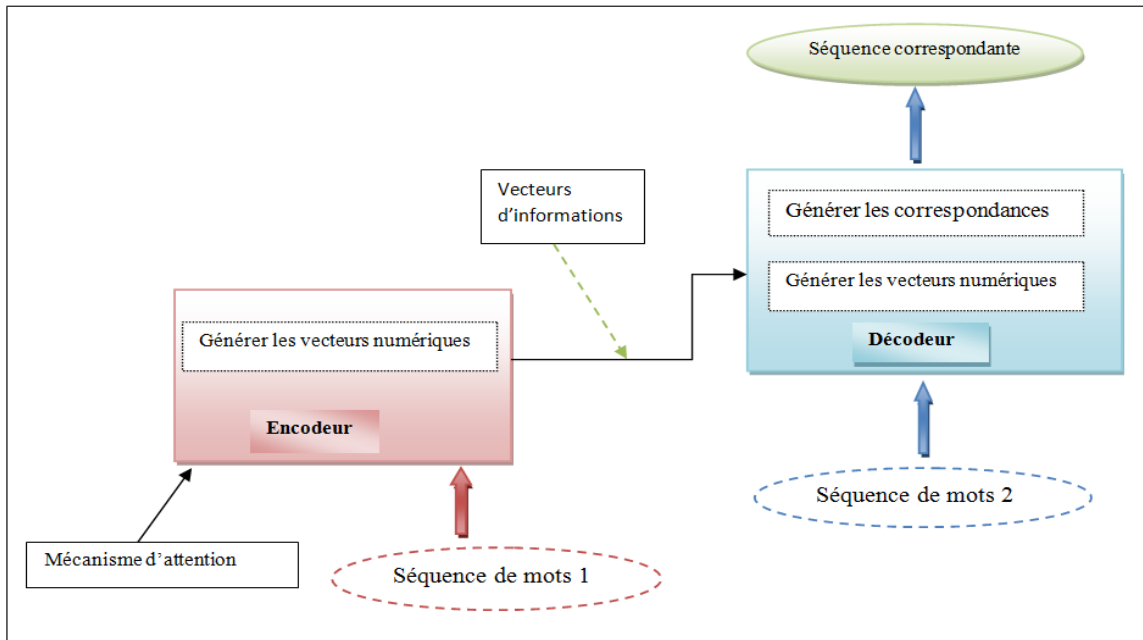 Séquence correspondante
Vecteurs
d'informations
Générer les correspondances
Générer les vecteurs numériques
Décodeur
Générer les vecteurs numériques
Encodeur
Séquence de mots 2
Mécanisme d'attention
Séquence de mots 1